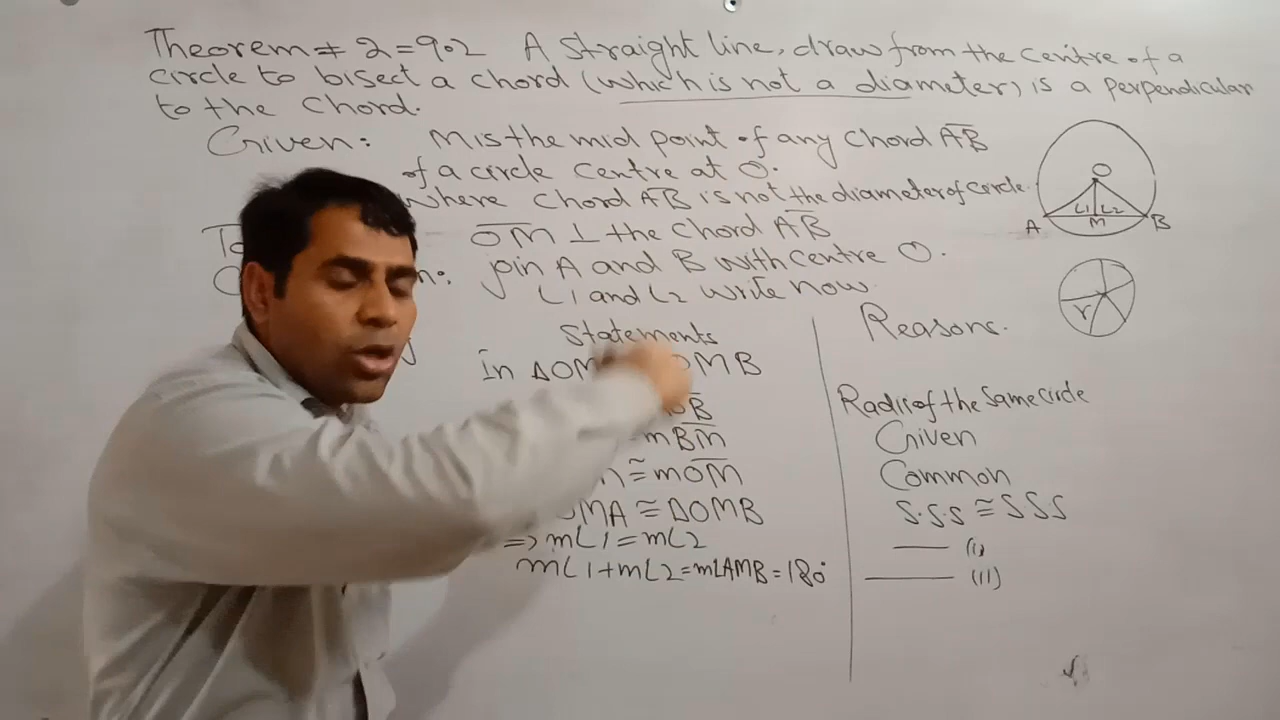 Theorem # 2 = 9.2 A straight line, draw from the centre of a
circle to bisect a chord (which is not a diameter) is a perpendicular
to the chord.
Given: M is the mid point of any chord AB
of a circle centre at O.
where chord AB is not the diameter of circle.
OM ⊥ the chord AB
join A and B with centre O.
∠1 and ∠2 write now
Statements Reasons.
In ΔOM OMB
OB Radii of the same circle
mBM Given
≅ mOM Common
OMA ≅ ΔOMB S.S.S ≅ SSS
⇒ m∠1 = m∠2 —— (i)
m∠1 + m∠2 = m∠AMB = 180° —— (ii)
O
∠1 ∠2
A M B
r